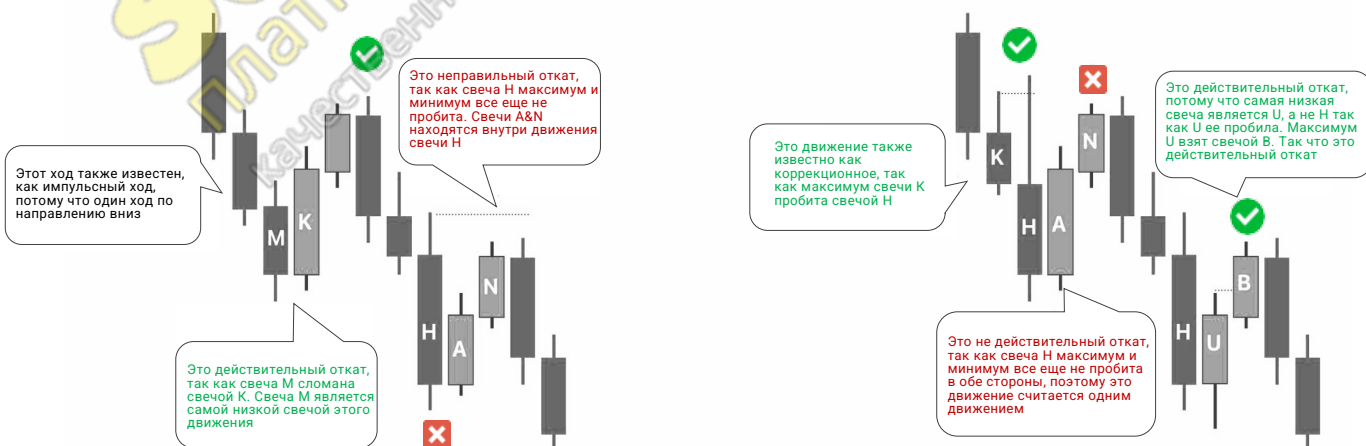 Этот ход также известен,
как импульсный ход,
потому что один ход по
направлению вниз
Это неправильный откат,
так как свеча H максимум и
минимум все еще не
пробита. Свечи A&N
находятся внутри движения
свечи H
M
K
H
A
N
Это действительный откат,
так как свеча M сломана
свечой K. Свеча M является
самой низкой свечой этого
движения
Это движение также
известно как
коррекционное, так
как максимум свечи K
пробита свечой H
Это действительный откат,
потому что самая низкая
свеча является U, а не H так
как U ее пробила. Максимум
U взят свечой B. Так что это
действительный откат
K
H
A
N
H
U
B
Это не действительный откат,
так как свеча H максимум и
минимум все еще не пробита
в обе стороны, поэтому это
движение считается одним
движением